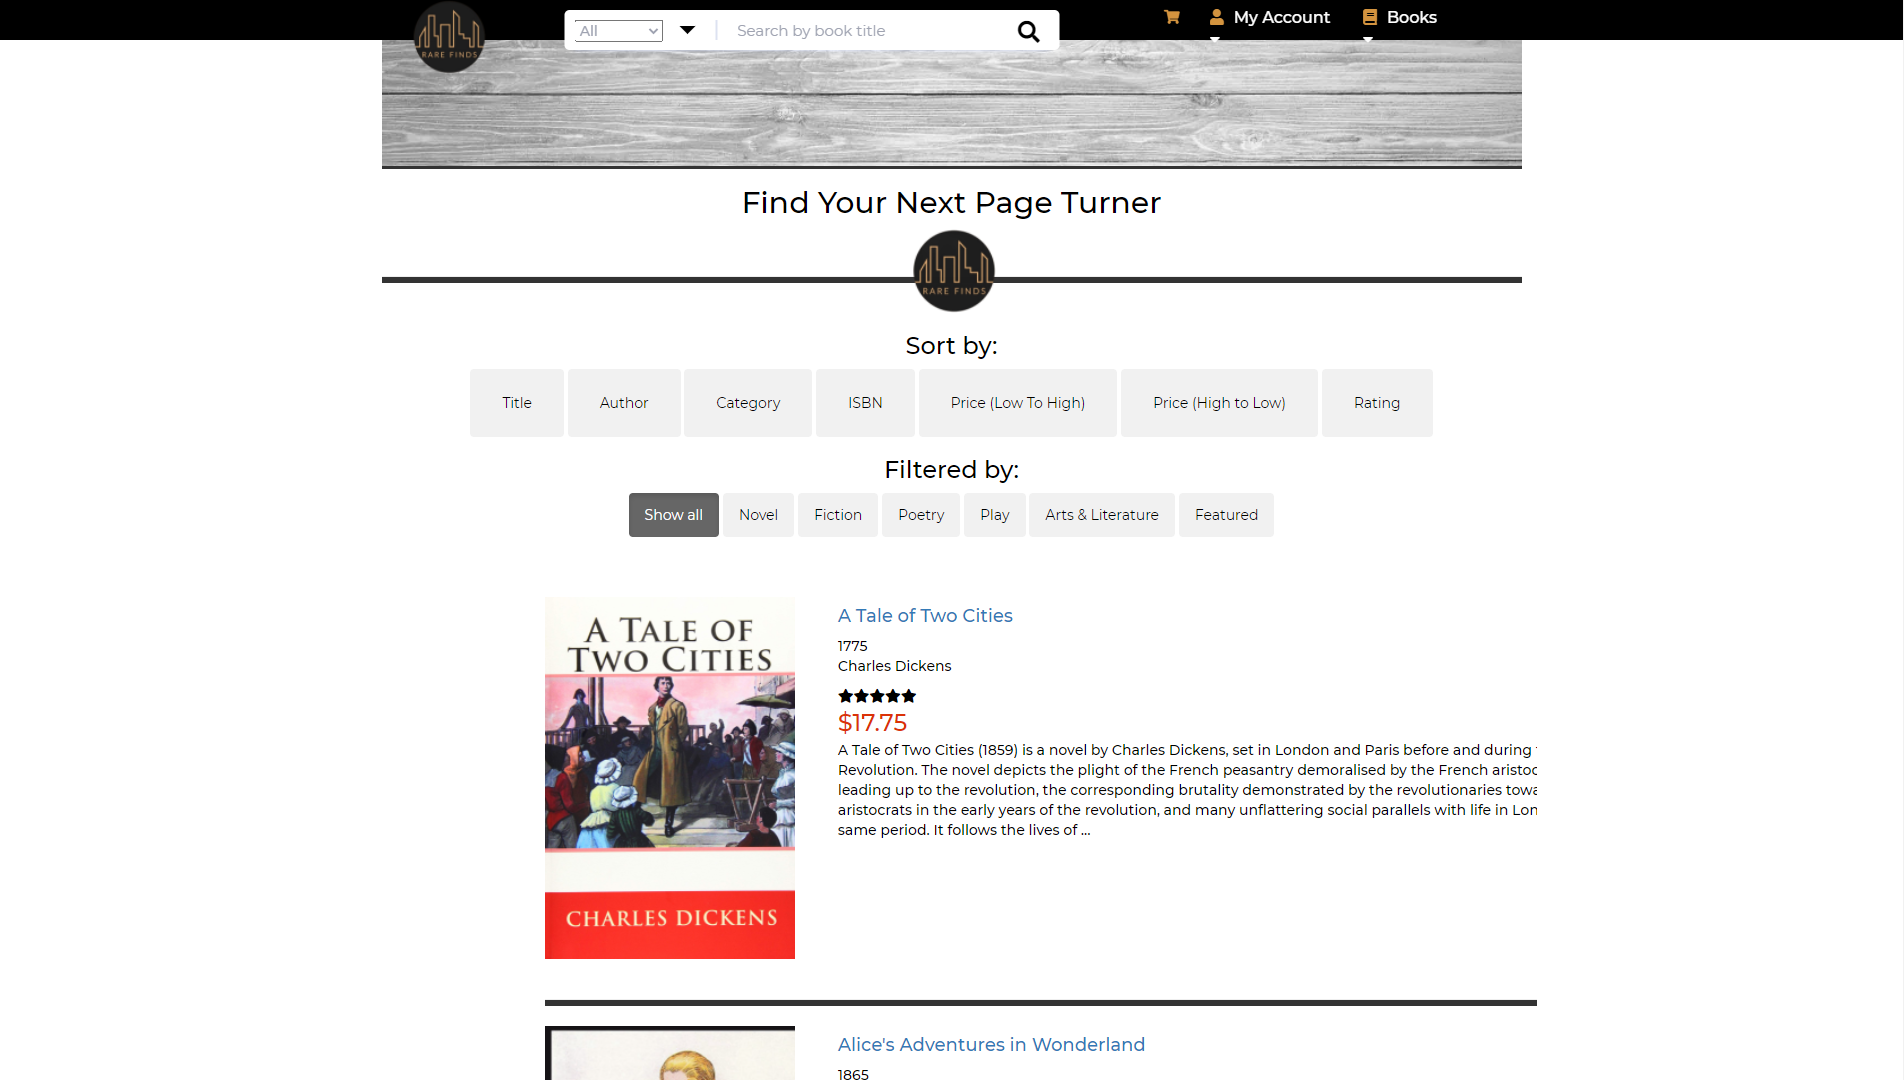 RARE FINDS
All
Search by book title
My Account
Books
Find Your Next Page Turner
RARE FINDS
Sort by:
Title
Author
Category
ISBN
Price (Low To High)
Price (High to Low)
Rating
Filtered by:
Show all
Novel
Fiction
Poetry
Play
Arts & Literature
Featured
A TALE OF
TWO CITIES
CHARLES DICKENS
A Tale of Two Cities
1775
Charles Dickens
$17.75
A Tale of Two Cities (1859) is a novel by Charles Dickens, set in London and Paris before and during
Revolution. The novel depicts the plight of the French peasantry demoralised by the French aristoc
leading up to the revolution, the corresponding brutality demonstrated by the revolutionaries towa
aristocrats in the early years of the revolution, and many unflattering social parallels with life in Lon
same period. It follows the lives of ...
Alice's Adventures in Wonderland
1865